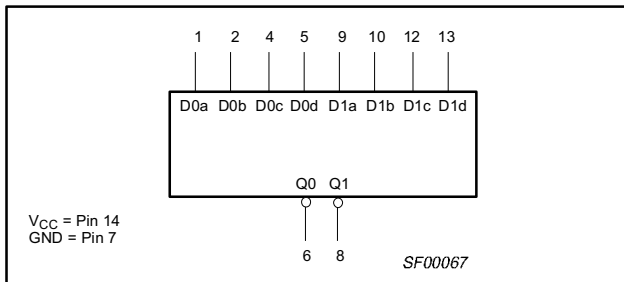 1 2 4 5 9 10 12 13
D0a D0b D0c D0d D1a D1b D1c D1d
Q0 Q1
VCC = Pin 14
GND = Pin 7
6 8
SF00067